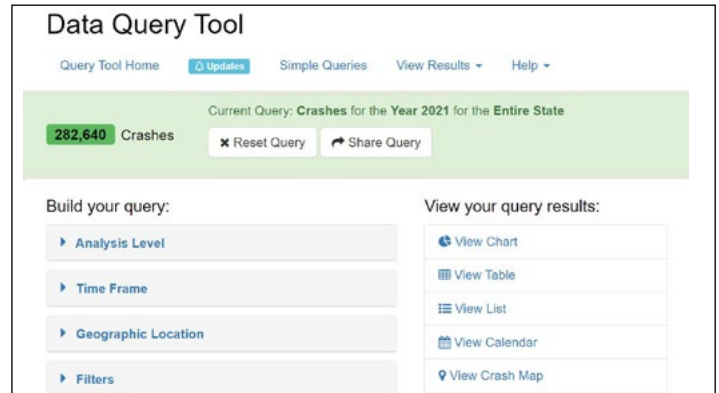 Data Query Tool
Query Tool Home Updates Simple Queries View Results Help
Current Query: Crashes for the Year 2021 for the Entire State
282,640 Crashes
Reset Query Share Query
Build your query:
Analysis Level
Time Frame
Geographic Location
Filters
View your query results:
View Chart
View Table
View List
View Calendar
View Crash Map